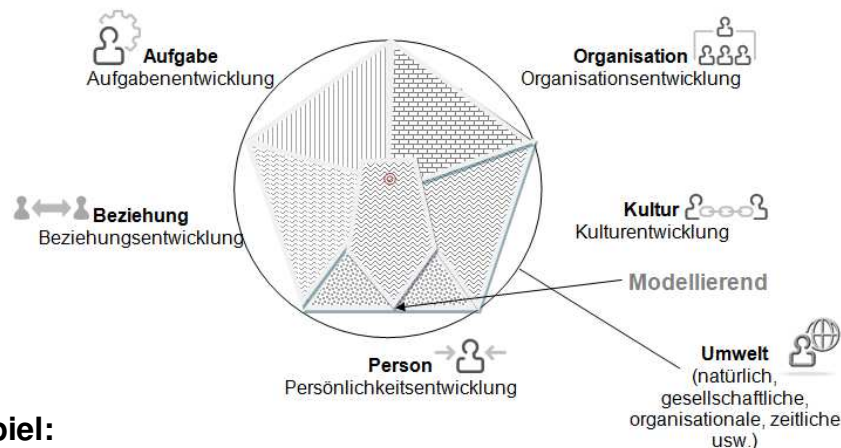 Aufgabe
Aufgabenentwicklung
Organisation
Organisationsentwicklung
Beziehung
Beziehungsentwicklung
Kultur
Kulturentwicklung
Modellierend
Person
Persönlichkeitsentwicklung
Umwelt
(natürlich,
gesellschaftliche,
organisationale, zeitliche
usw.)
piel: